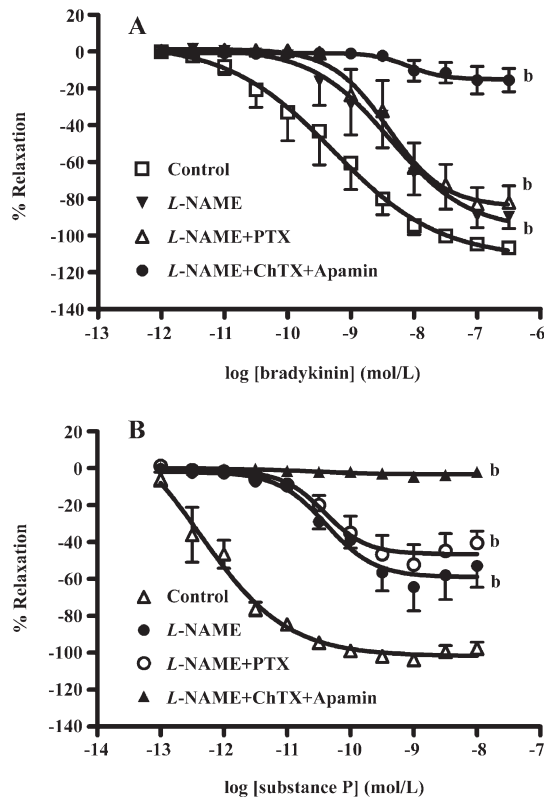 A
20
0
-20
-40
-60
-80
-100
-120
-140
% Relaxation
Control
L-NAME
L-NAME+PTX
L-NAME+ChTX+Apamin
b
b
b
-13 -12 -11 -10 -9 -8 -7 -6
log [bradykinin] (mol/L)
B
20
0
-20
-40
-60
-80
-100
-120
-140
% Relaxation
b
b
b
Control
L-NAME
L-NAME+PTX
L-NAME+ChTX+Apamin
-14 -13 -12 -11 -10 -9 -8 -7
log [substance P] (mol/L)